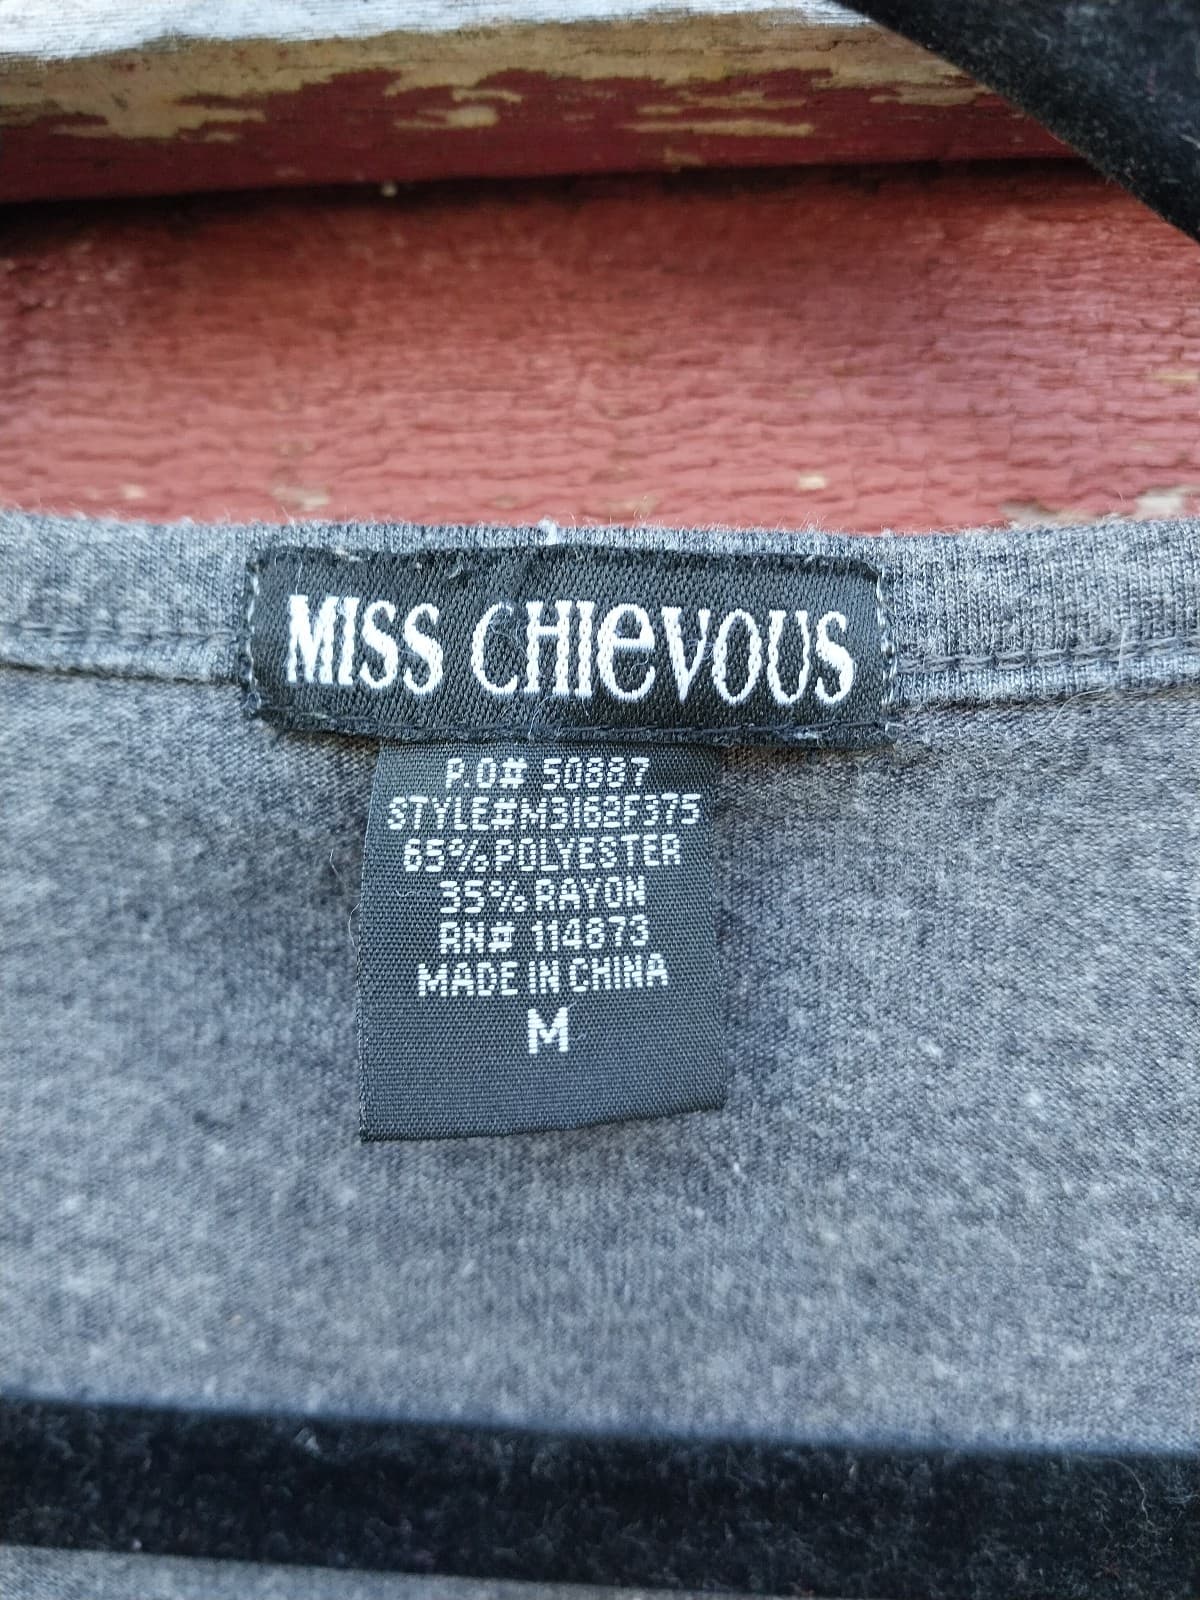 MISS CHIeVOUS
P.O# 50887
STYLE#M3162F375
65%POLYESTER
35% RAYON
RN# 114873
MADE IN CHINA
M